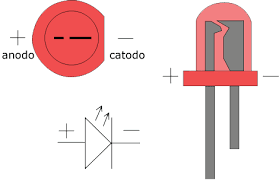 + —
anodo catodo
+ —
+ —